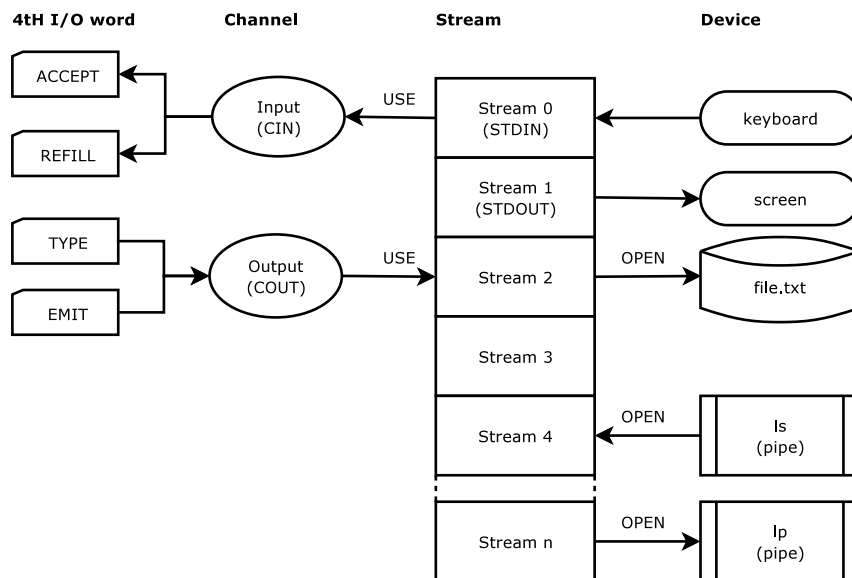 4tH I/O word
Channel
Stream
Device
ACCEPT
REFILL
TYPE
EMIT
Input
(CIN)
Output
(COUT)
USE
USE
Stream 0
(STDIN)
Stream 1
(STDOUT)
Stream 2
Stream 3
Stream 4
Stream n
OPEN
OPEN
OPEN
keyboard
screen
file.txt
ls
(pipe)
lp
(pipe)